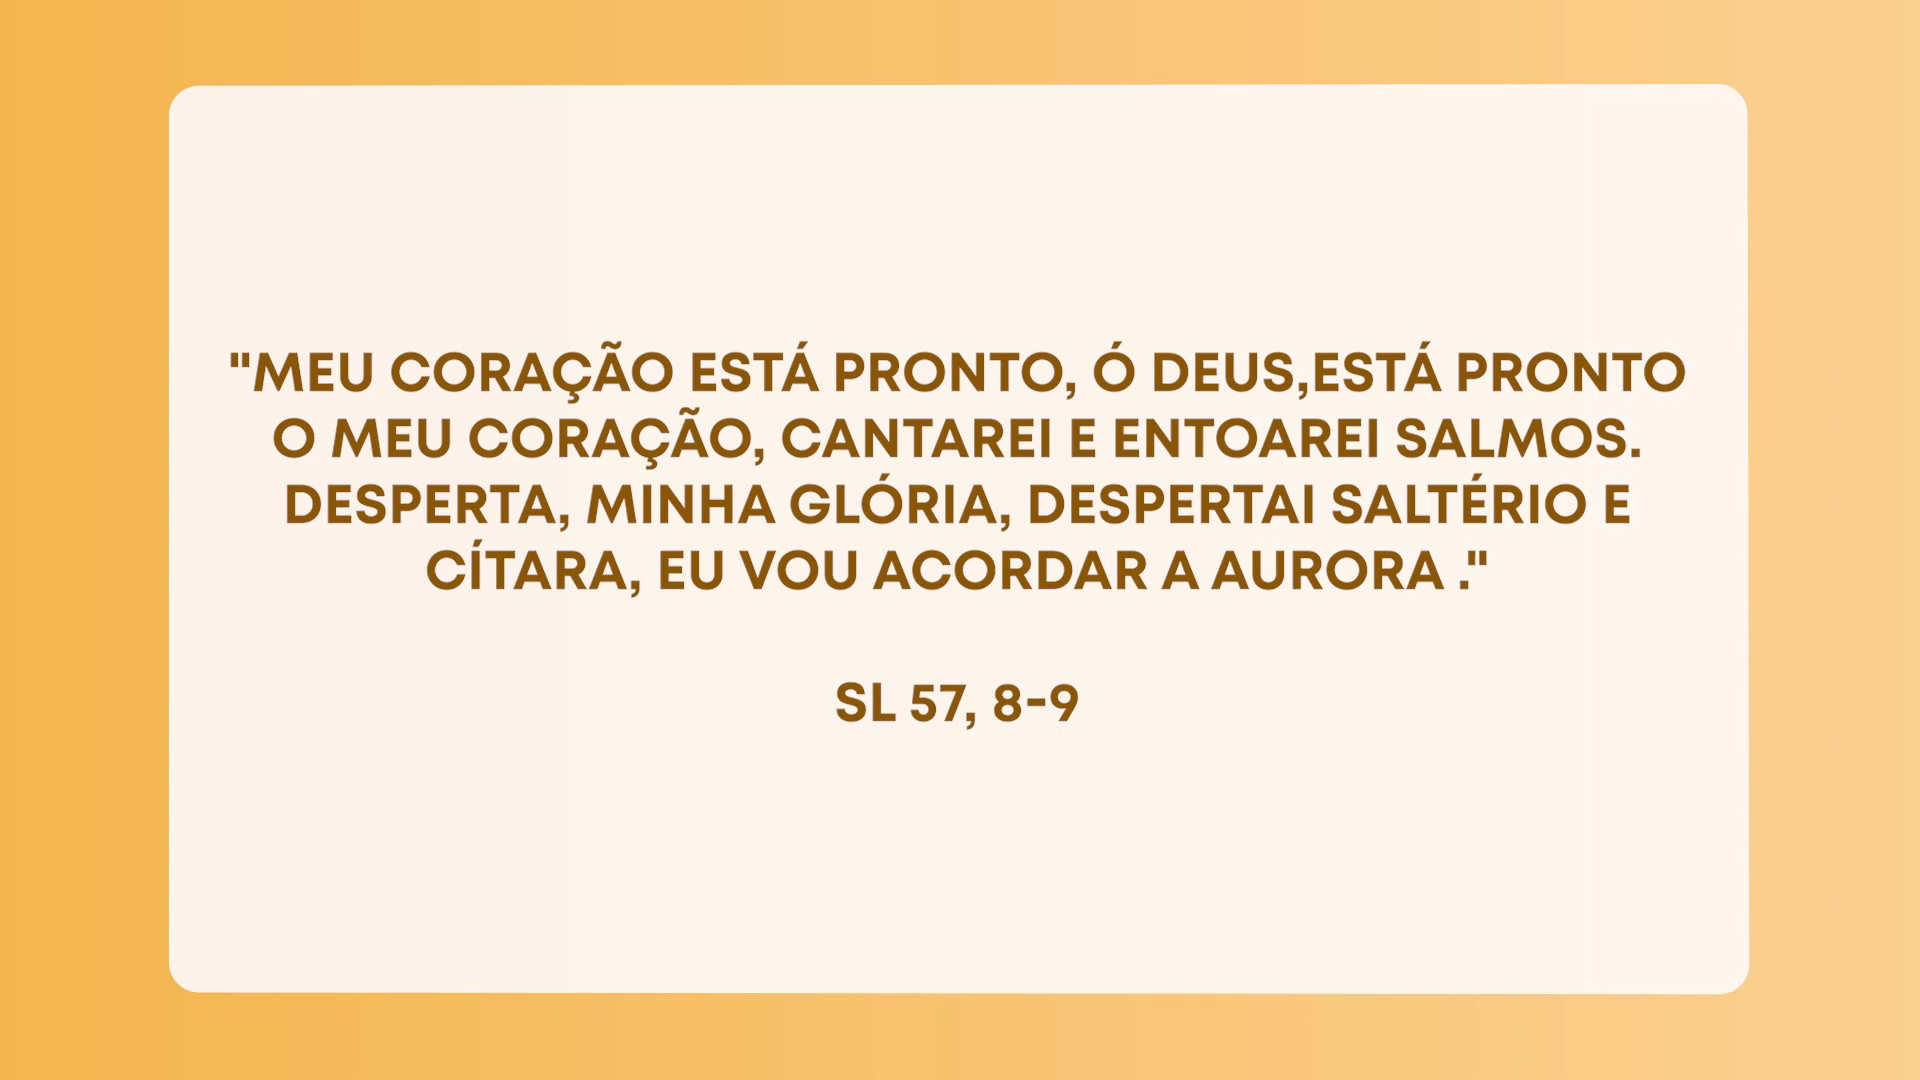 "MEU CORAÇÃO ESTÁ PRONTO, Ó DEUS,ESTÁ PRONTO
O MEU CORAÇÃO, CANTAREI E ENTOAREI SALMOS.
DESPERTA, MINHA GLÓRIA, DESPERTAI SALTÉRIO E
CÍTARA, EU VOU ACORDAR A AURORA ."
SL 57, 8-9